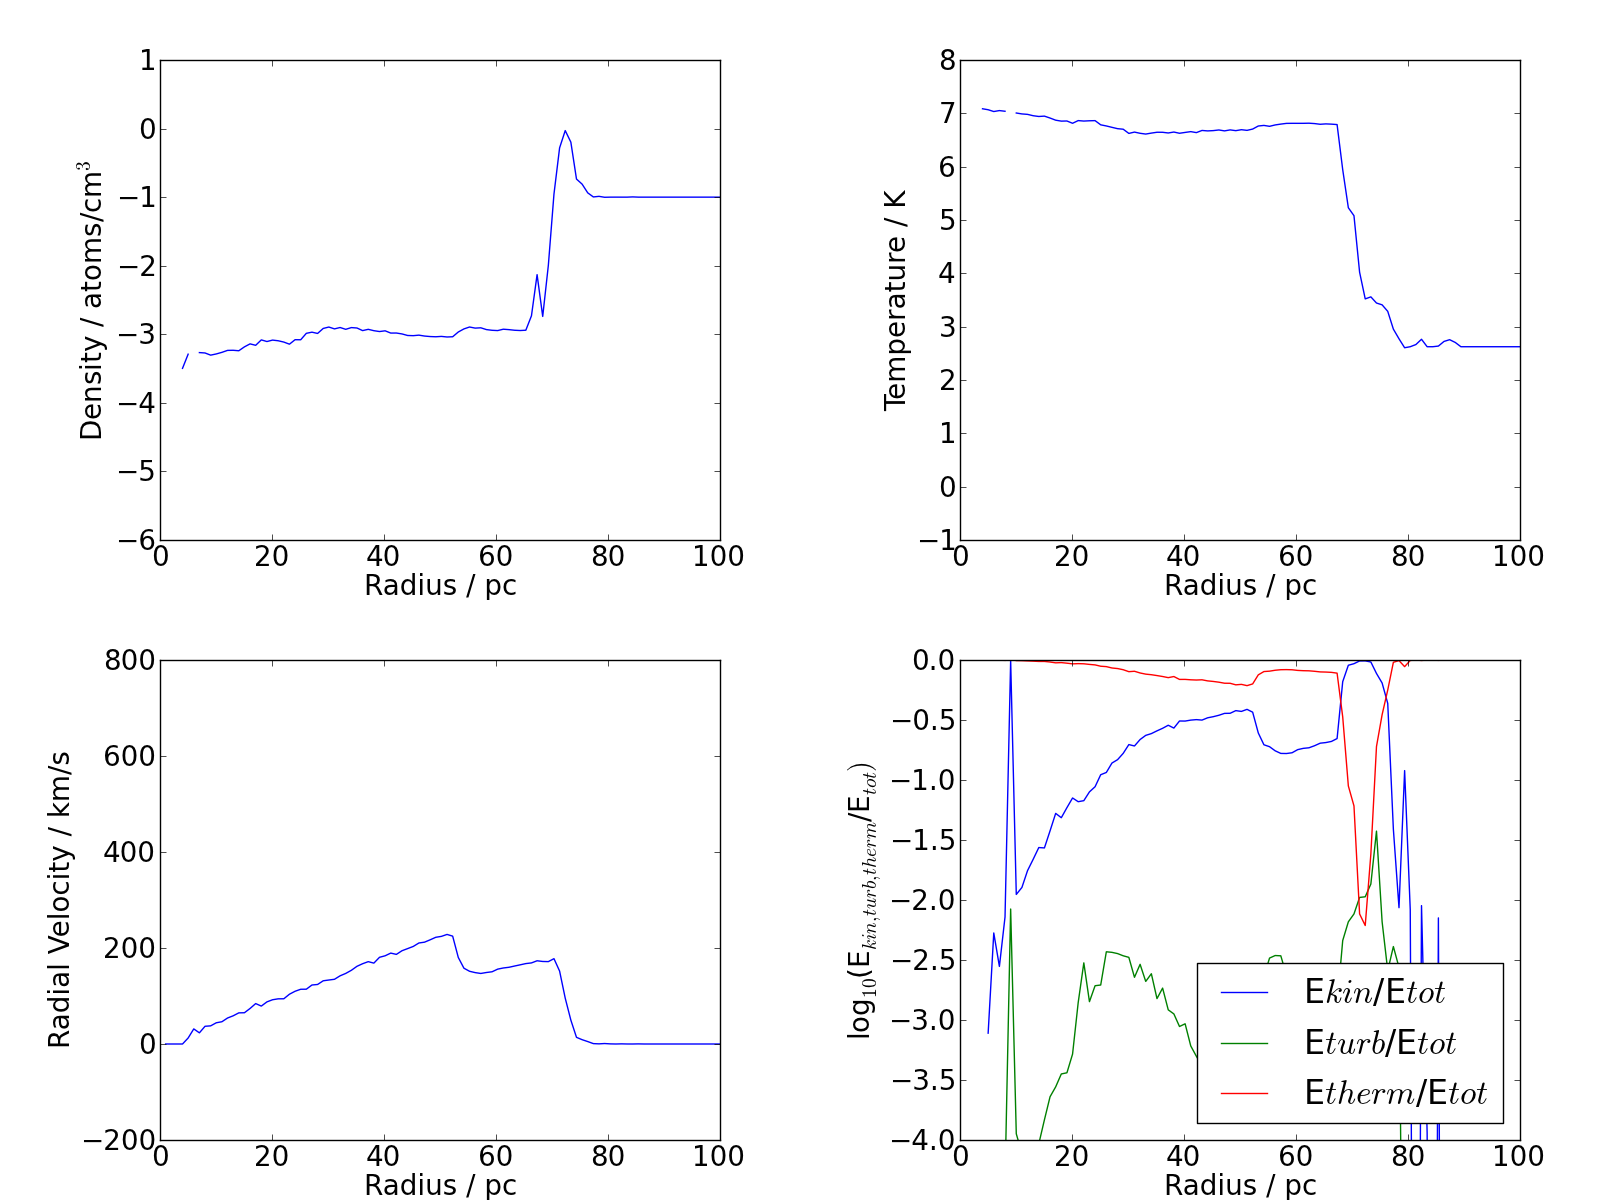 1
0
−1
−2
−3
−4
−5
−6
Density / atoms/cm³
0 20 40 60 80 100
Radius / pc
8
7
6
5
4
3
2
1
0
−1
Temperature / K
0 20 40 60 80 100
Radius / pc
800
600
400
200
0
−200
Radial Velocity / km/s
0 20 40 60 80 100
Radius / pc
0.0
−0.5
−1.0
−1.5
−2.0
−2.5
−3.0
−3.5
−4.0
log₁₀(E_{kin,turb,therm}/E_{tot})
Ekin/Etot
Eturb/Etot
Etherm/Etot
0 20 40 60 80 100
Radius / pc